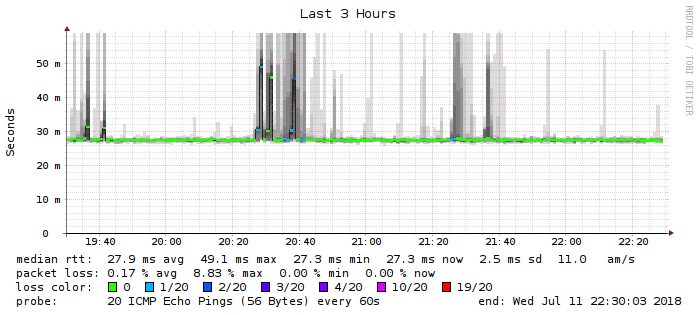 Last 3 Hours
RRDTOOL / TOBI OETIKER
Seconds
50 m
40 m
30 m
20 m
10 m
0
19:40 20:00 20:20 20:40 21:00 21:20 21:40 22:00 22:20
median rtt: 27.9 ms avg 49.1 ms max 27.3 ms min 27.3 ms now 2.5 ms sd 11.0 am/s
packet loss: 0.17 % avg 8.83 % max 0.00 % min 0.00 % now
loss color: 0 1/20 2/20 3/20 4/20 10/20 19/20
probe: 20 ICMP Echo Pings (56 Bytes) every 60s end: Wed Jul 11 22:30:03 2018